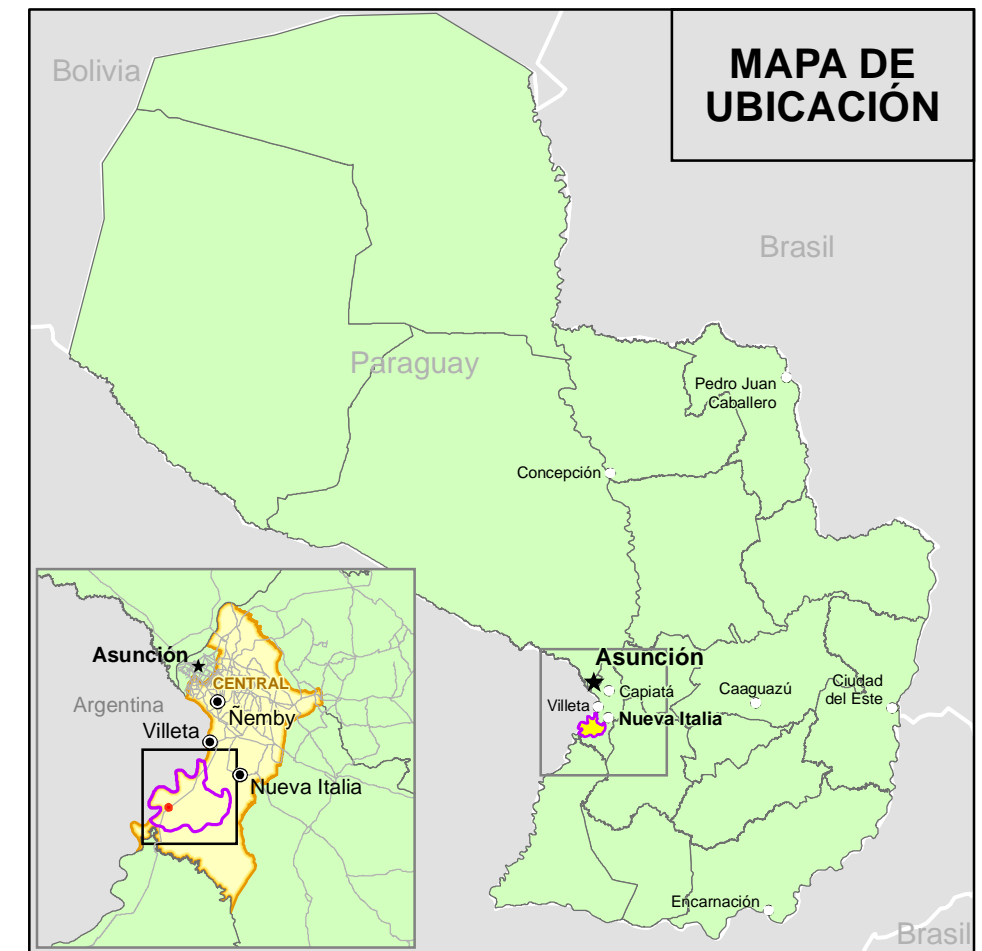 MAPA DE
UBICACIÓN
Bolivia
Brasil
Paraguay
Pedro Juan
Caballero
Concepción
Asunción
Capiatá
Villeta
Nueva Italia
Caaguazú
Ciudad
del Este
Encarnación
Brasil
Asunción
CENTRAL
Argentina
Ñemby
Villeta
Nueva Italia